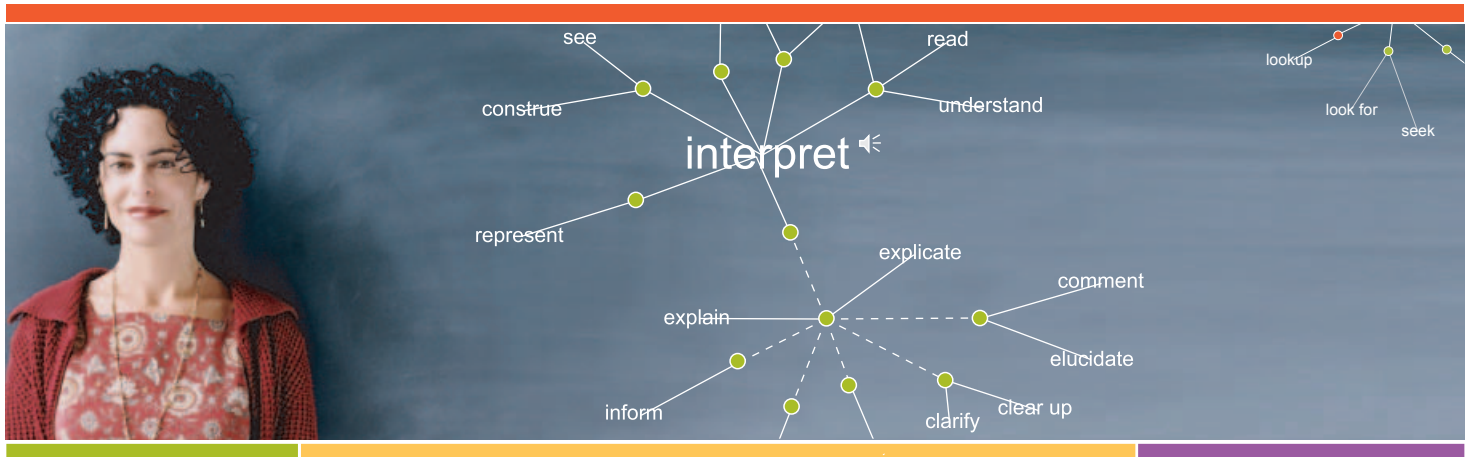 see
read
lookup
construe
understand
look for
seek
interpret
represent
explicate
comment
explain
elucidate
inform
clear up
clarify